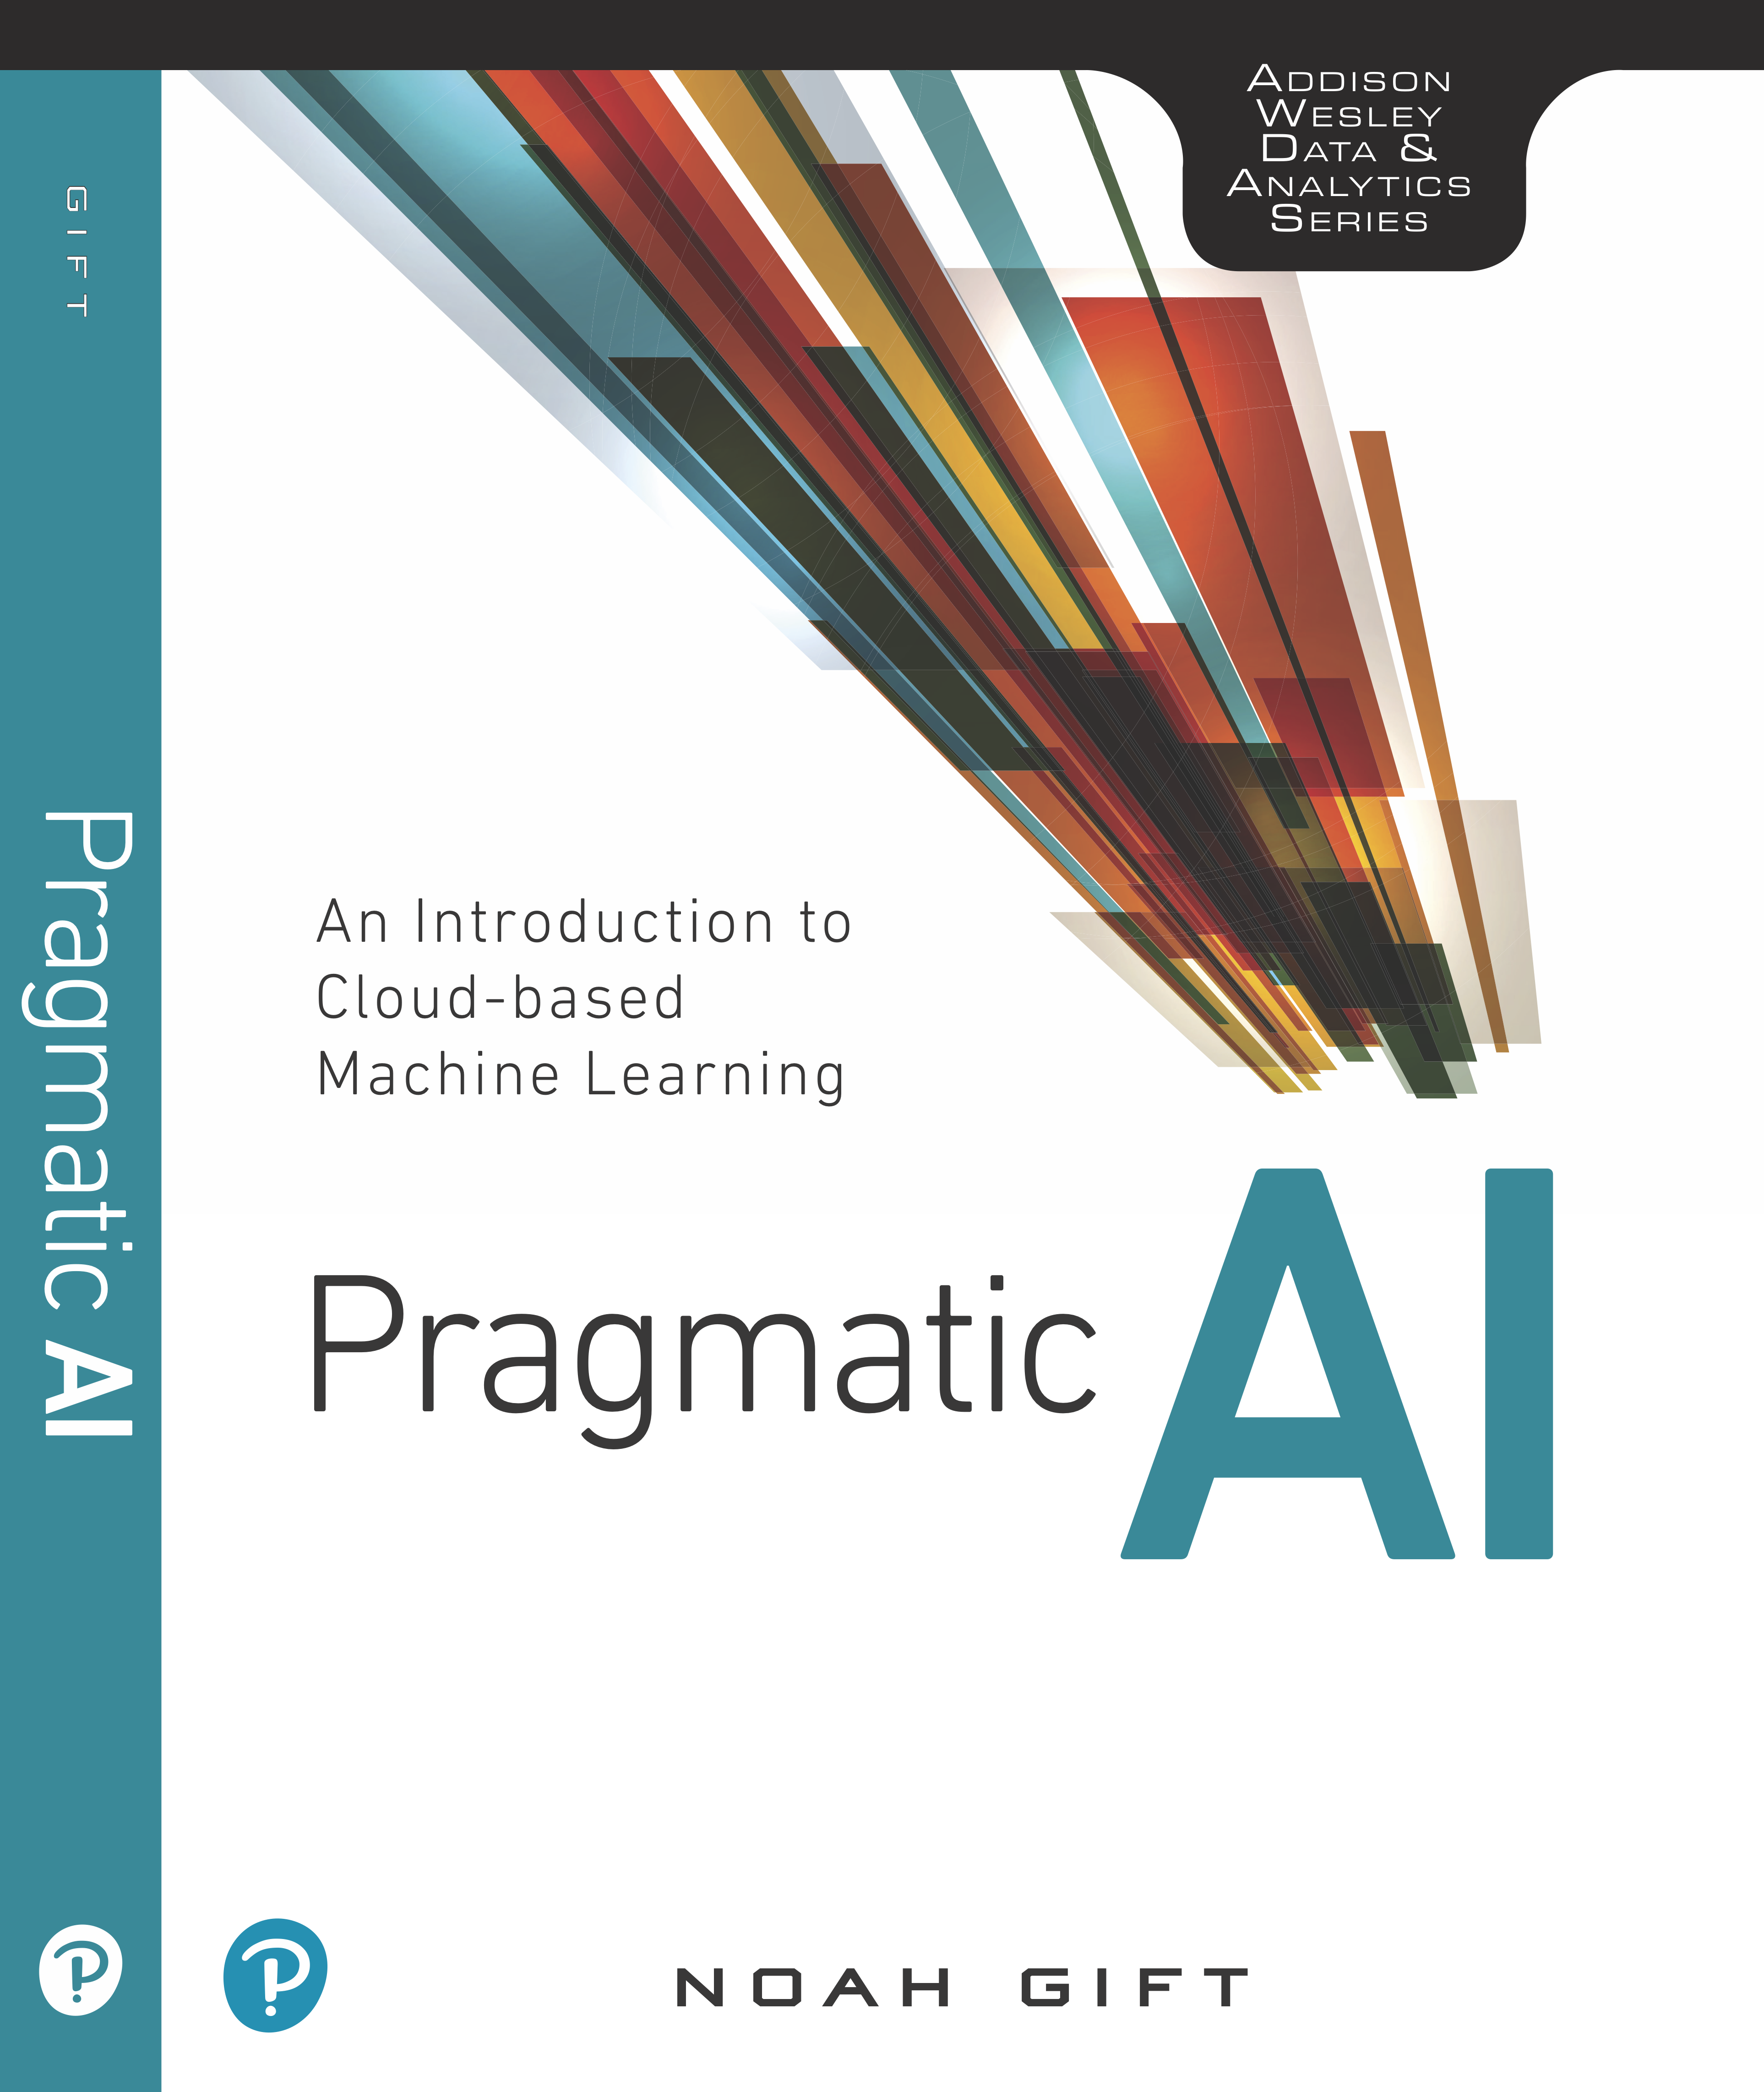 GIFT
Pragmatic AI
ADDISON
WESLEY
DATA &
ANALYTICS
SERIES
An Introduction to
Cloud-based
Machine Learning
Pragmatic AI
NOAH GIFT